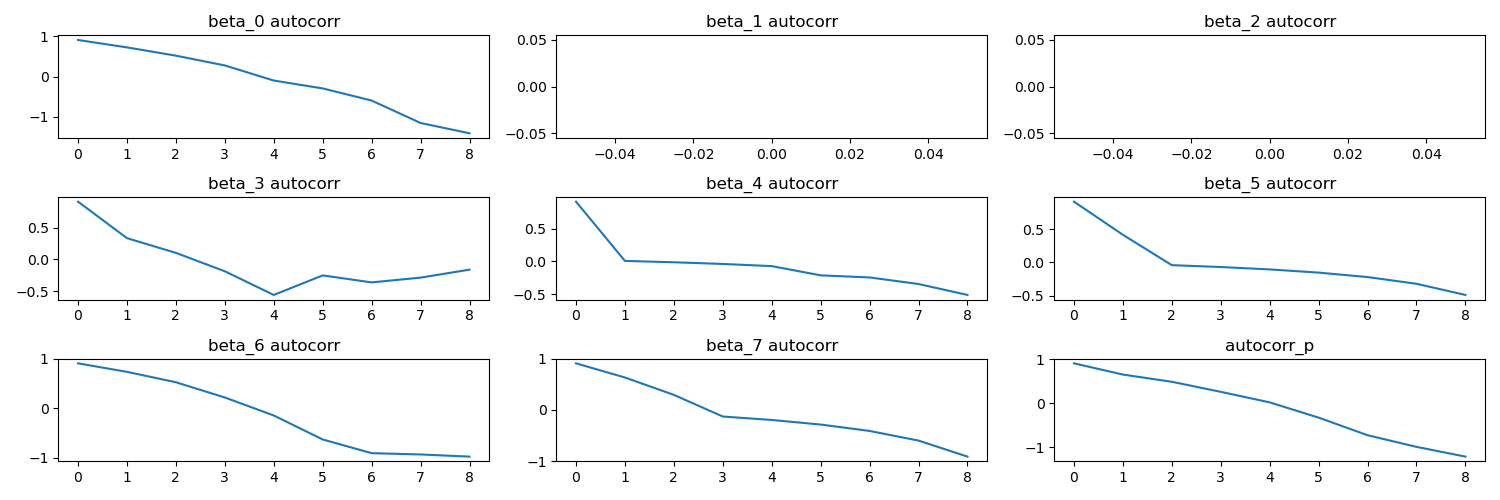 beta_0 autocorr beta_1 autocorr beta_2 autocorr
1 0.05 0.05
0 0.00 0.00
−1 −0.05 −0.05
0 1 2 3 4 5 6 7 8 −0.04 −0.02 0.00 0.02 0.04 −0.04 −0.02 0.00 0.02 0.04
beta_3 autocorr beta_4 autocorr beta_5 autocorr
0.5 0.5 0.5
0.0 0.0 0.0
−0.5 −0.5 −0.5
0 1 2 3 4 5 6 7 8 0 1 2 3 4 5 6 7 8 0 1 2 3 4 5 6 7 8
beta_6 autocorr beta_7 autocorr autocorr_p
1 1 1
0 0 0
−1 −1 −1
0 1 2 3 4 5 6 7 8 0 1 2 3 4 5 6 7 8 0 1 2 3 4 5 6 7 8